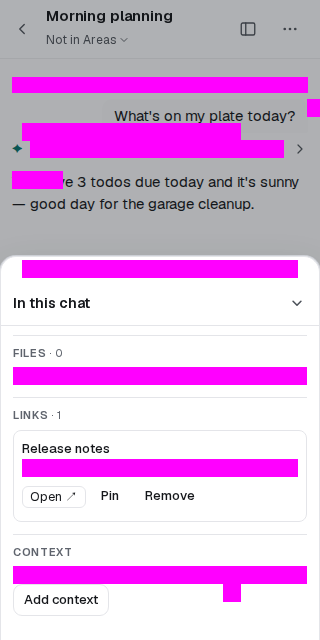 Morning planning
Not in Areas
What's on my plate today?
3 todos due today and it's sunny
— good day for the garage cleanup.
In this chat
FILES · 0
LINKS · 1
Release notes
Open ↗ Pin Remove
CONTEXT
Add context